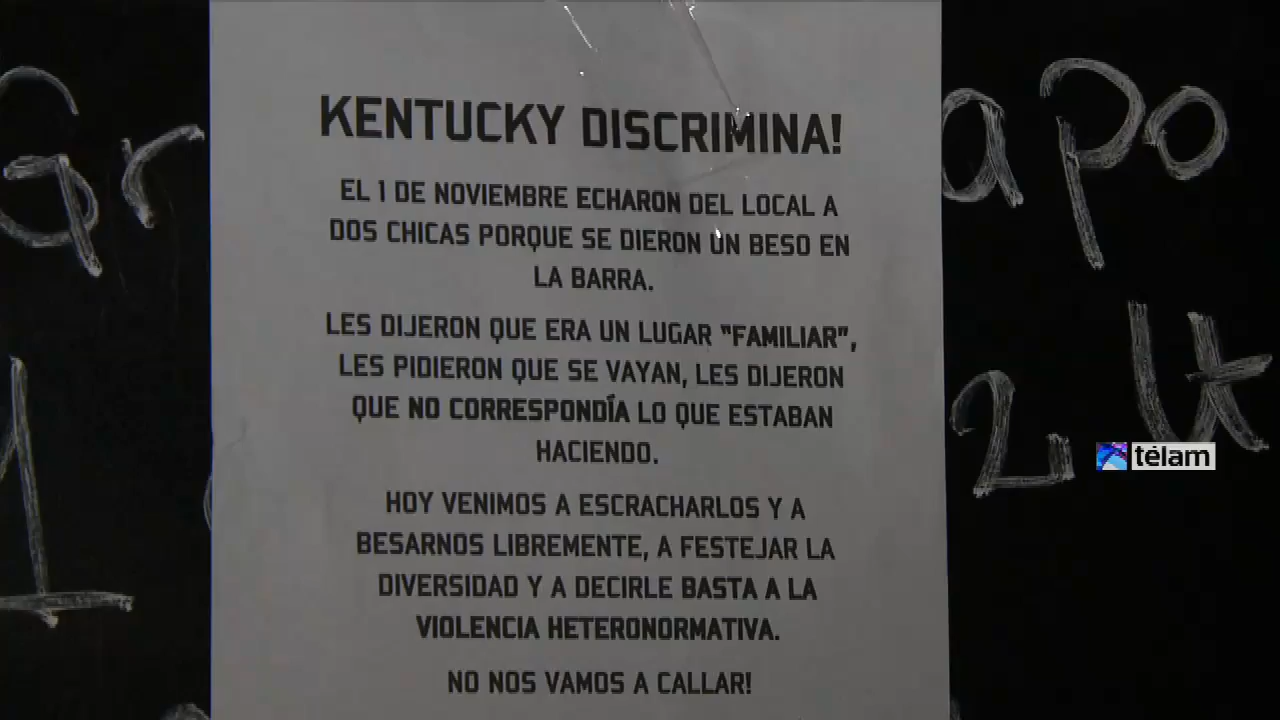 KENTUCKY DISCRIMINA!
EL 1 DE NOVIEMBRE ECHARON DEL LOCAL A
DOS CHICAS PORQUE SE DIERON UN BESO EN
LA BARRA.
LES DIJERON QUE ERA UN LUGAR "FAMILIAR",
LES PIDIERON QUE SE VAYAN, LES DIJERON
QUE NO CORRESPONDÍA LO QUE ESTABAN
HACIENDO.
HOY VENIMOS A ESCRACHARLOS Y A
BESARNOS LIBREMENTE, A FESTEJAR LA
DIVERSIDAD Y A DECIRLE BASTA A LA
VIOLENCIA HETERONORMATIVA.
NO NOS VAMOS A CALLAR!
télam